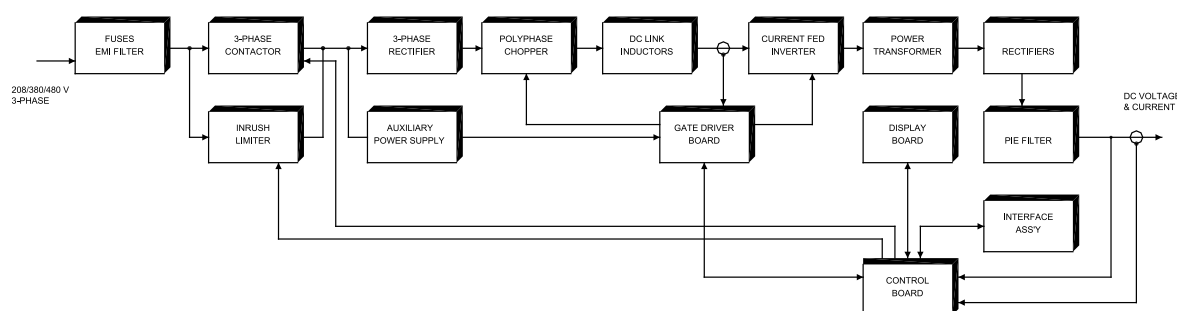 FUSES
EMI FILTER
3-PHASE
CONTACTOR
3-PHASE
RECTIFIER
POLYPHASE
CHOPPER
DC LINK
INDUCTORS
CURRENT FED
INVERTER
POWER
TRANSFORMER
RECTIFIERS
208/380/480 V
3-PHASE
DC VOLTAGE
& CURRENT
INRUSH
LIMITER
AUXILIARY
POWER SUPPLY
GATE DRIVER
BOARD
DISPLAY
BOARD
PIE FILTER
INTERFACE
ASS'Y
CONTROL
BOARD